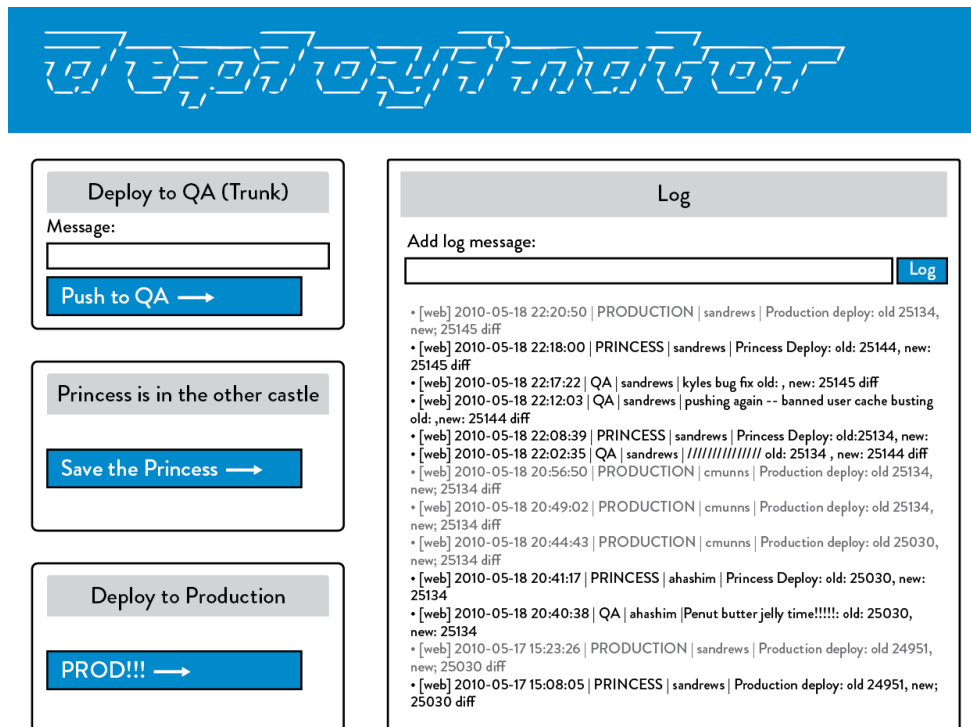 deployinator
Deploy to QA (Trunk)
Message:
Push to QA →
Princess is in the other castle
Save the Princess →
Deploy to Production
PROD!!! →
Log
Add log message:
Log
• [web] 2010-05-18 22:20:50 | PRODUCTION | sandrews | Production deploy: old 25134,
new; 25145 diff
• [web] 2010-05-18 22:18:00 | PRINCESS | sandrews | Princess Deploy: old: 25144, new:
25145 diff
• [web] 2010-05-18 22:17:22 | QA | sandrews | kyles bug fix old: , new: 25145 diff
• [web] 2010-05-18 22:12:03 | QA | sandrews | pushing again -- banned user cache busting
old: ,new: 25144 diff
• [web] 2010-05-18 22:08:39 | PRINCESS | sandrews | Princess Deploy: old:25134, new:
• [web] 2010-05-18 22:02:35 | QA | sandrews | /////////////// old: 25134 , new: 25144 diff
• [web] 2010-05-18 20:56:50 | PRODUCTION | cmunns | Production deploy: old 25134,
new; 25134 diff
• [web] 2010-05-18 20:49:02 | PRODUCTION | cmunns | Production deploy: old 25134,
new; 25134 diff
• [web] 2010-05-18 20:44:43 | PRODUCTION | cmunns | Production deploy: old 25030,
new; 25134 diff
• [web] 2010-05-18 20:41:17 | PRINCESS | ahashim | Princess Deploy: old: 25030, new:
25134
• [web] 2010-05-18 20:40:38 | QA | ahashim |Penut butter jelly time!!!!!: old: 25030,
new: 25134
• [web] 2010-05-17 15:23:26 | PRODUCTION | sandrews | Production deploy: old 24951,
new; 25030 diff
• [web] 2010-05-17 15:08:05 | PRINCESS | sandrews | Production deploy: old 24951, new;
25030 diff